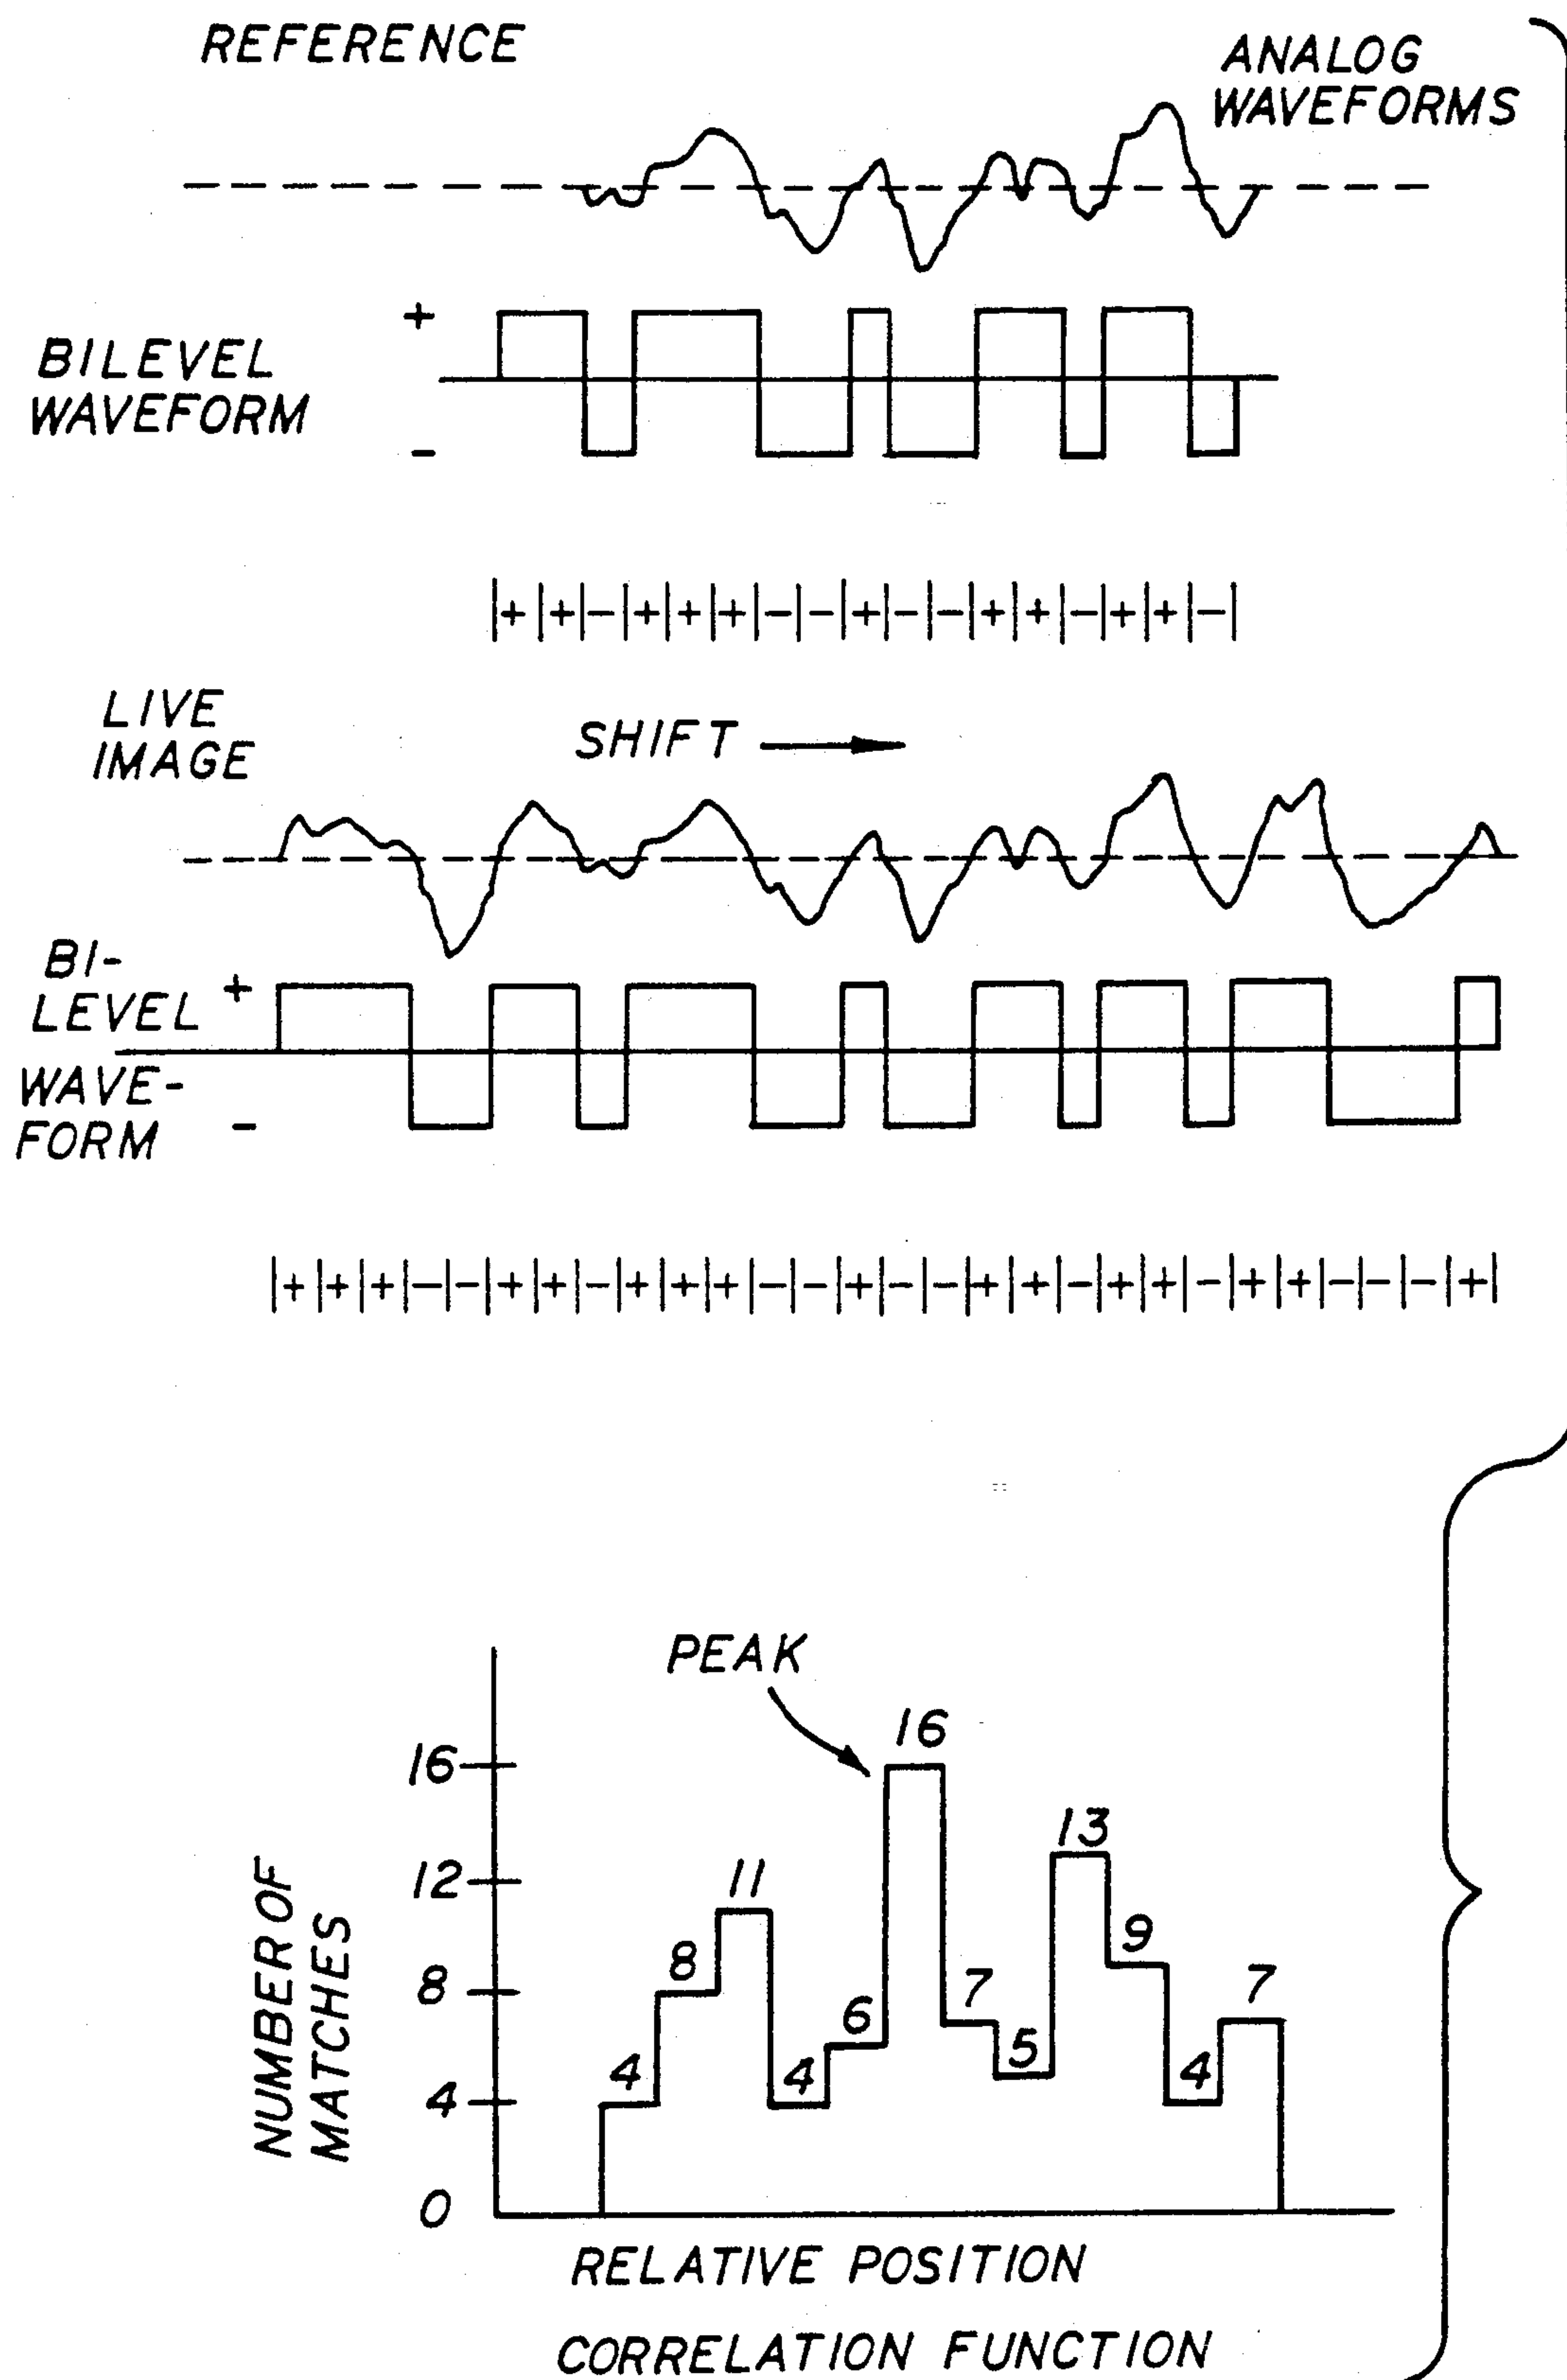 REFERENCE
ANALOG
WAVEFORMS
+
BILEVEL
WAVEFORM
-
|+|+|-|+|+|+|-|-|+|-|-|+|+|-|+|+|-|
LIVE
IMAGE
SHIFT
BI-
LEVEL
+
WAVE-
FORM
-
|+|+|+|-|-|+|+|-|+|+|+|-|-|+|-|-|+|+|-|+|+|-|+|+|-|-|-|+|
PEAK
16
16
13
12
11
9
8
8
7
7
6
5
4
4
4
4
0
NUMBER OF
MATCHES
RELATIVE POSITION
CORRELATION FUNCTION